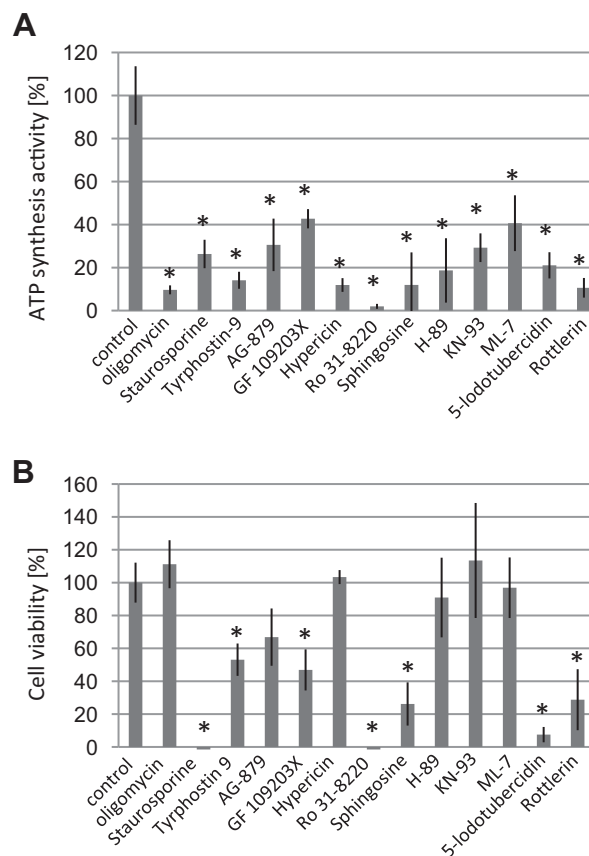 A
ATP synthesis activity [%]
120
100
80
60
40
20
0
*
*
*
*
*
*
*
*
*
*
*
*
*
control
oligomycin
Staurosporine
Tyrphostin-9
AG-879
GF 109203X
Hypericin
Ro 31-8220
Sphingosine
H-89
KN-93
ML-7
5-Iodotubercidin
Rottlerin
B
Cell viability [%]
160
140
120
100
80
60
40
20
0
*
*
*
*
*
*
*
control
oligomycin
Staurosporine
Tyrphostin 9
AG-879
GF 109203X
Hypericin
Ro 31-8220
Sphingosine
H-89
KN-93
ML-7
5-Iodotubercidin
Rottlerin